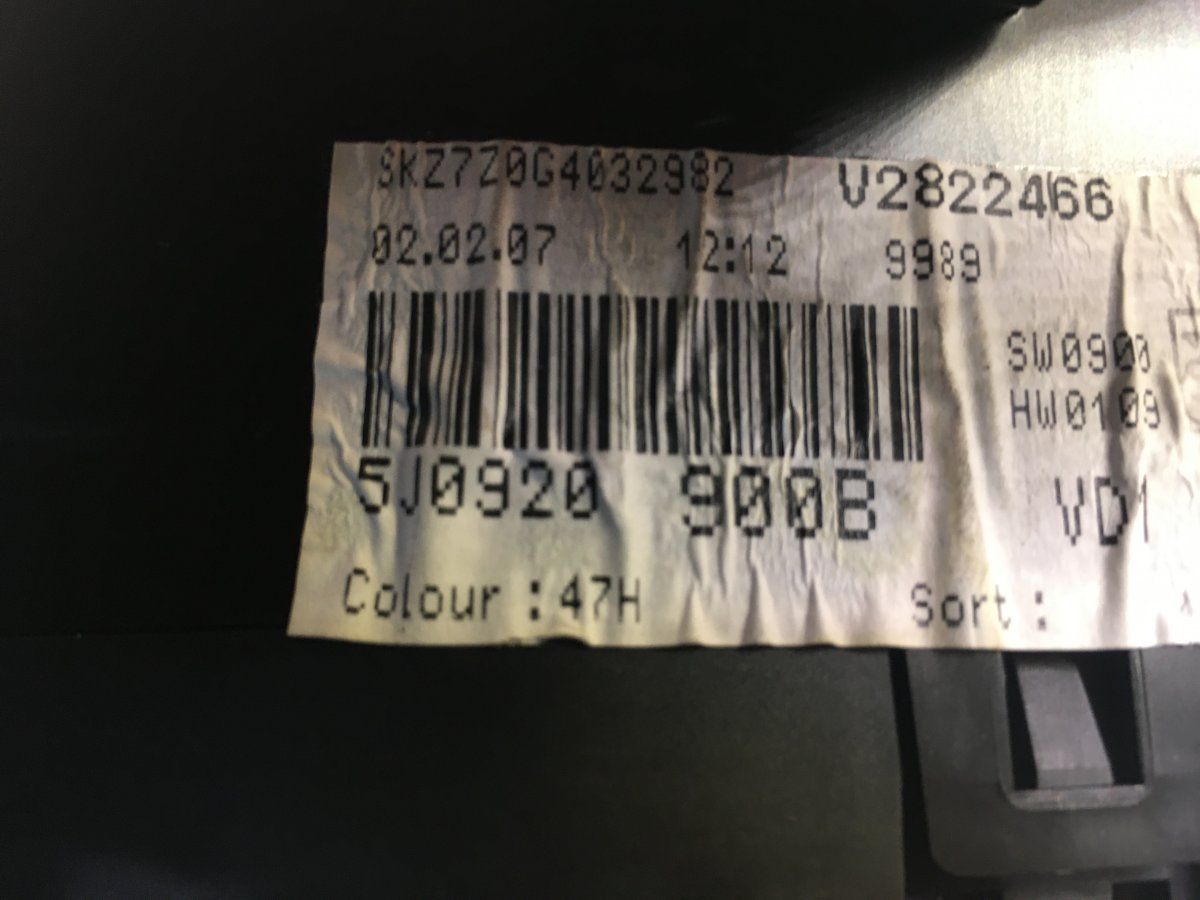 SKZ7Z0G4032982 V2822466
02.02.07 12:12 9989
SW0900
HW0109
5J0920 900B VD1
Colour :47H Sort :